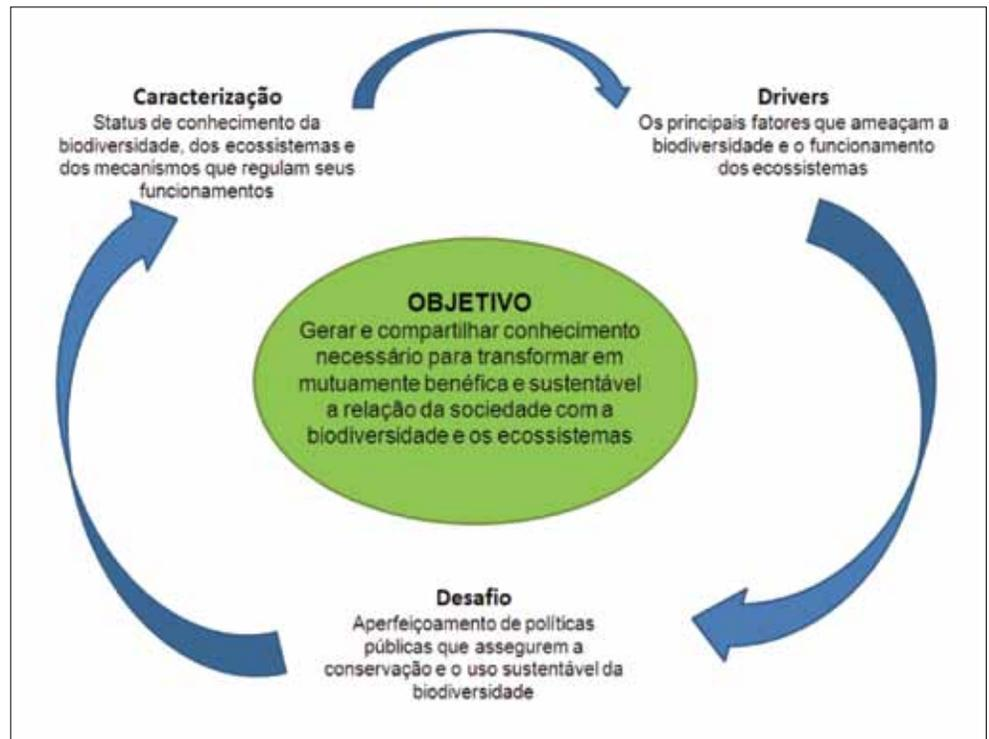 Caracterização
Status de conhecimento da
biodiversidade, dos ecossistemas e
dos mecanismos que regulam seus
funcionamentos
Drivers
Os principais fatores que ameaçam a
biodiversidade e o funcionamento
dos ecossistemas
OBJETIVO
Gerar e compartilhar conhecimento
necessário para transformar em
mutuamente benéfica e sustentável
a relação da sociedade com a
biodiversidade e os ecossistemas
Desafio
Aperfeiçoamento de políticas
públicas que assegurem a
conservação e o uso sustentável da
biodiversidade